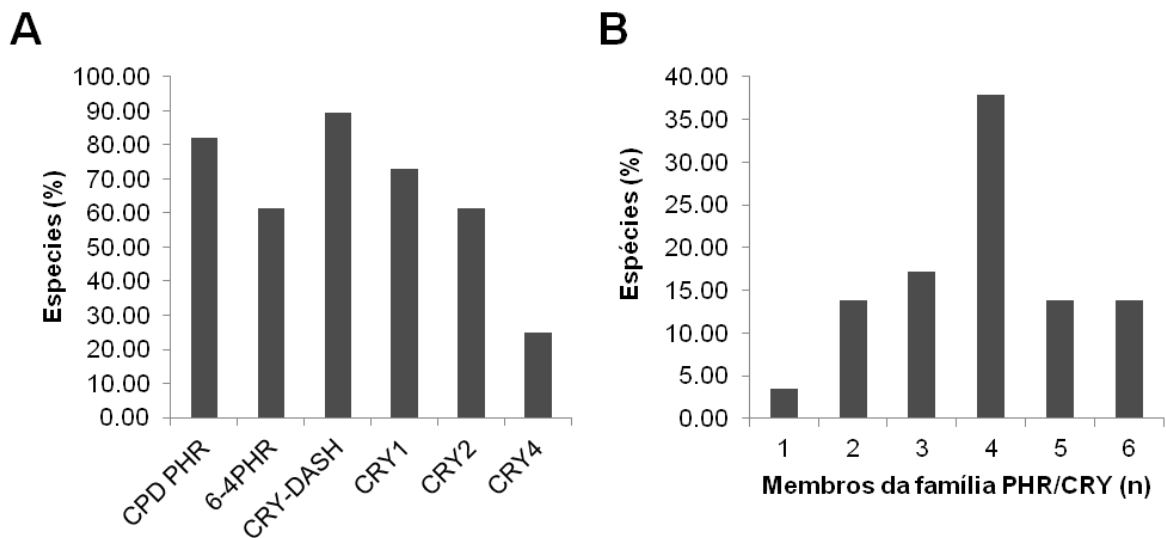 A
Especies (%)
100.00
90.00
80.00
70.00
60.00
50.00
40.00
30.00
20.00
10.00
0.00
CPD PHR
6-4PHR
CRY-DASH
CRY1
CRY2
CRY4
B
Espécies (%)
40.00
35.00
30.00
25.00
20.00
15.00
10.00
5.00
0.00
1 2 3 4 5 6
Membros da família PHR/CRY (n)